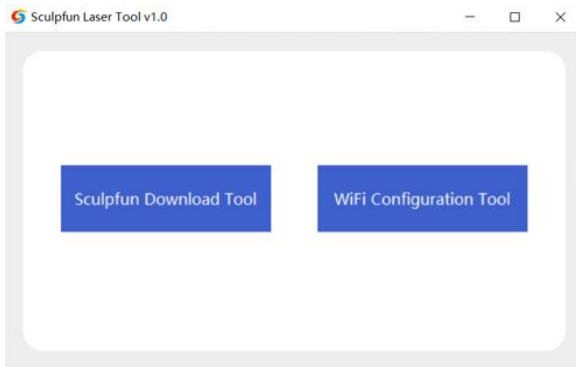 Sculpfun Laser Tool v1.0
Sculpfun Download Tool
WiFi Configuration Tool